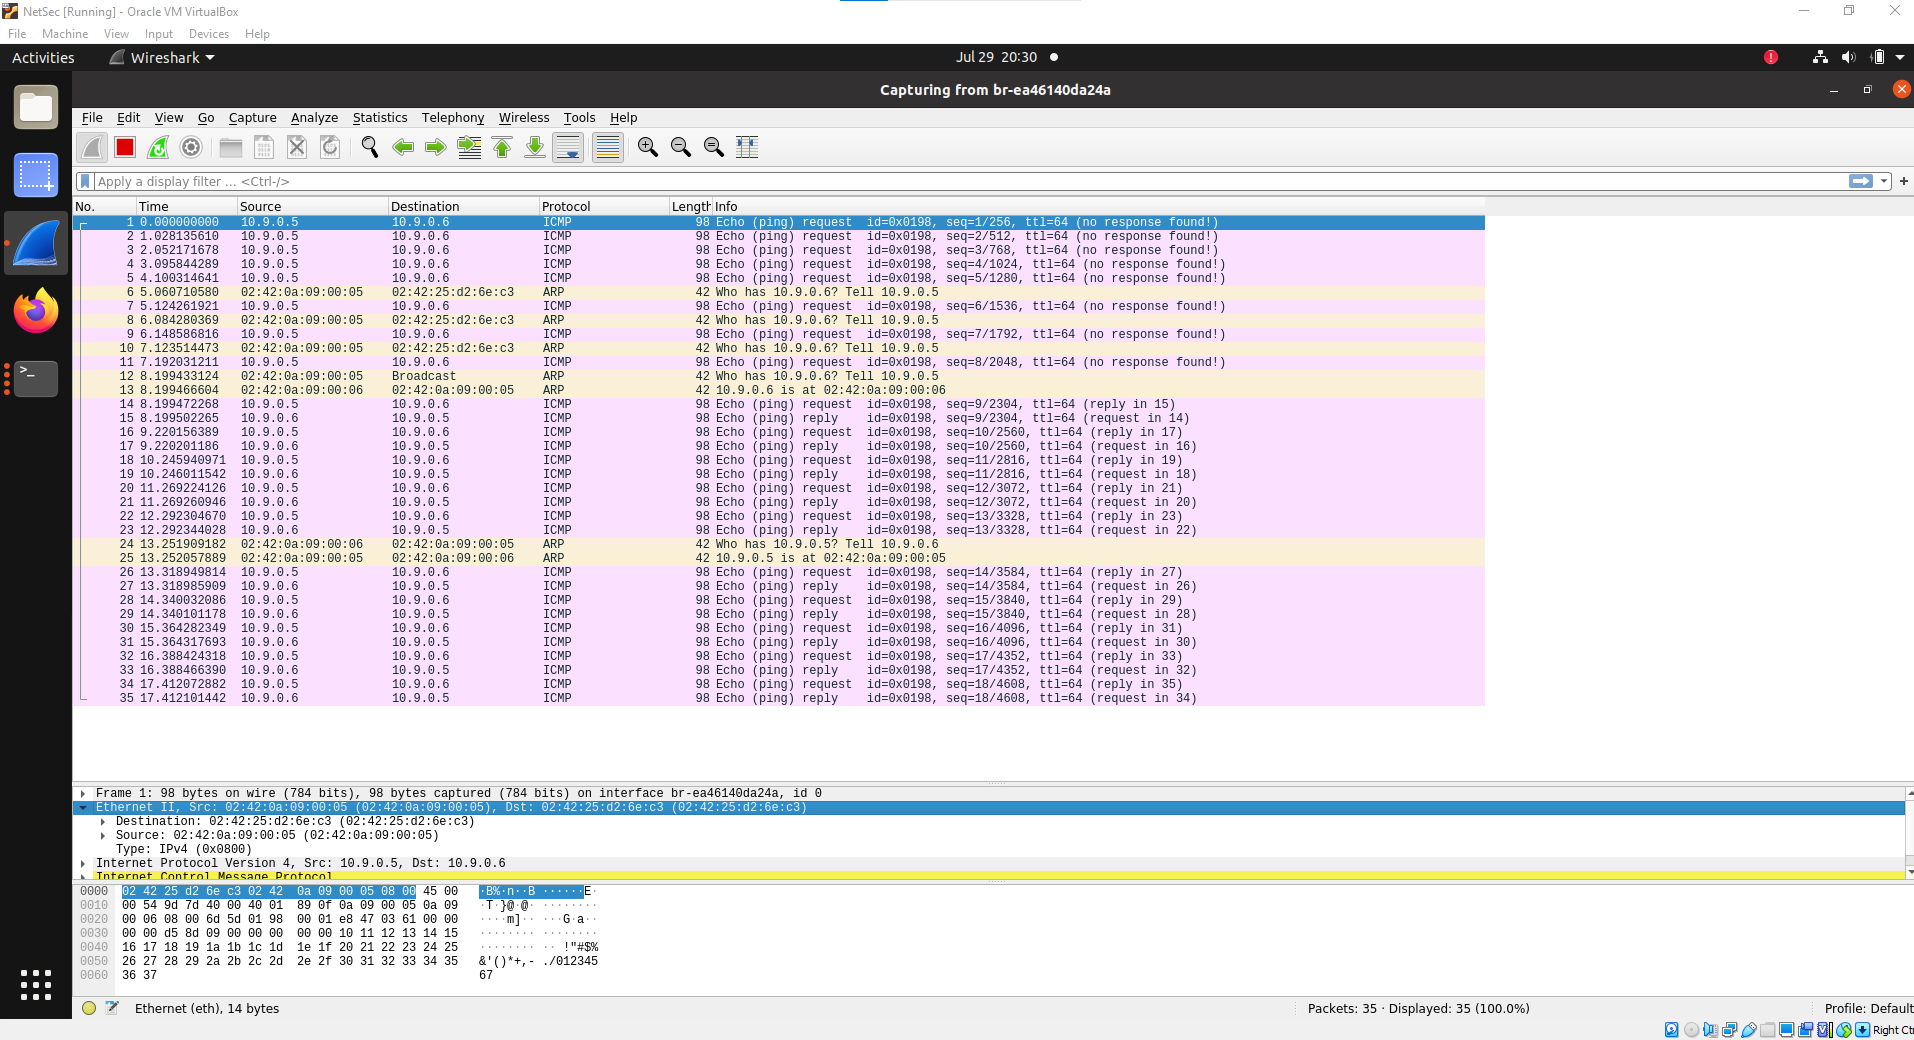 NetSec [Running] - Oracle VM VirtualBox
File Machine View Input Devices Help
Activities Wireshark Jul 29 20:30
Capturing from br-ea46140da24a
File Edit View Go Capture Analyze Statistics Telephony Wireless Tools Help
Apply a display filter ... <Ctrl-/>
No. Time Source Destination Protocol Length Info
1 0.000000000 10.9.0.5 10.9.0.6 ICMP 98 Echo (ping) request id=0x0198, seq=1/256, ttl=64 (no response found!)
2 1.028135610 10.9.0.5 10.9.0.6 ICMP 98 Echo (ping) request id=0x0198, seq=2/512, ttl=64 (no response found!)
3 2.052171678 10.9.0.5 10.9.0.6 ICMP 98 Echo (ping) request id=0x0198, seq=3/768, ttl=64 (no response found!)
4 3.095844289 10.9.0.5 10.9.0.6 ICMP 98 Echo (ping) request id=0x0198, seq=4/1024, ttl=64 (no response found!)
5 4.100314641 10.9.0.5 10.9.0.6 ICMP 98 Echo (ping) request id=0x0198, seq=5/1280, ttl=64 (no response found!)
6 5.060710580 02:42:0a:09:00:05 02:42:25:d2:6e:c3 ARP 42 Who has 10.9.0.6? Tell 10.9.0.5
7 5.124261921 10.9.0.5 10.9.0.6 ICMP 98 Echo (ping) request id=0x0198, seq=6/1536, ttl=64 (no response found!)
8 6.084280369 02:42:0a:09:00:05 02:42:25:d2:6e:c3 ARP 42 Who has 10.9.0.6? Tell 10.9.0.5
9 6.148586816 10.9.0.5 10.9.0.6 ICMP 98 Echo (ping) request id=0x0198, seq=7/1792, ttl=64 (no response found!)
10 7.123514473 02:42:0a:09:00:05 02:42:25:d2:6e:c3 ARP 42 Who has 10.9.0.6? Tell 10.9.0.5
11 7.192031211 10.9.0.5 10.9.0.6 ICMP 98 Echo (ping) request id=0x0198, seq=8/2048, ttl=64 (no response found!)
12 8.199433124 02:42:0a:09:00:05 Broadcast ARP 42 Who has 10.9.0.6? Tell 10.9.0.5
13 8.199466604 02:42:0a:09:00:06 02:42:0a:09:00:05 ARP 42 10.9.0.6 is at 02:42:0a:09:00:06
14 8.199472268 10.9.0.5 10.9.0.6 ICMP 98 Echo (ping) request id=0x0198, seq=9/2304, ttl=64 (reply in 15)
15 8.199502265 10.9.0.6 10.9.0.5 ICMP 98 Echo (ping) reply id=0x0198, seq=9/2304, ttl=64 (request in 14)
16 9.220156389 10.9.0.5 10.9.0.6 ICMP 98 Echo (ping) request id=0x0198, seq=10/2560, ttl=64 (reply in 17)
17 9.220201186 10.9.0.6 10.9.0.5 ICMP 98 Echo (ping) reply id=0x0198, seq=10/2560, ttl=64 (request in 16)
18 10.245940971 10.9.0.5 10.9.0.6 ICMP 98 Echo (ping) request id=0x0198, seq=11/2816, ttl=64 (reply in 19)
19 10.246011542 10.9.0.6 10.9.0.5 ICMP 98 Echo (ping) reply id=0x0198, seq=11/2816, ttl=64 (request in 18)
20 11.269224126 10.9.0.5 10.9.0.6 ICMP 98 Echo (ping) request id=0x0198, seq=12/3072, ttl=64 (reply in 21)
21 11.269260946 10.9.0.6 10.9.0.5 ICMP 98 Echo (ping) reply id=0x0198, seq=12/3072, ttl=64 (request in 20)
22 12.292304670 10.9.0.5 10.9.0.6 ICMP 98 Echo (ping) request id=0x0198, seq=13/3328, ttl=64 (reply in 23)
23 12.292344028 10.9.0.6 10.9.0.5 ICMP 98 Echo (ping) reply id=0x0198, seq=13/3328, ttl=64 (request in 22)
24 13.251909182 02:42:0a:09:00:06 02:42:0a:09:00:05 ARP 42 Who has 10.9.0.5? Tell 10.9.0.6
25 13.252057889 02:42:0a:09:00:05 02:42:0a:09:00:06 ARP 42 10.9.0.5 is at 02:42:0a:09:00:05
26 13.318949814 10.9.0.5 10.9.0.6 ICMP 98 Echo (ping) request id=0x0198, seq=14/3584, ttl=64 (reply in 27)
27 13.318985909 10.9.0.6 10.9.0.5 ICMP 98 Echo (ping) reply id=0x0198, seq=14/3584, ttl=64 (request in 26)
28 14.340032086 10.9.0.5 10.9.0.6 ICMP 98 Echo (ping) request id=0x0198, seq=15/3840, ttl=64 (reply in 29)
29 14.340101178 10.9.0.6 10.9.0.5 ICMP 98 Echo (ping) reply id=0x0198, seq=15/3840, ttl=64 (request in 28)
30 15.364282349 10.9.0.5 10.9.0.6 ICMP 98 Echo (ping) request id=0x0198, seq=16/4096, ttl=64 (reply in 31)
31 15.364317693 10.9.0.6 10.9.0.5 ICMP 98 Echo (ping) reply id=0x0198, seq=16/4096, ttl=64 (request in 30)
32 16.388424318 10.9.0.5 10.9.0.6 ICMP 98 Echo (ping) request id=0x0198, seq=17/4352, ttl=64 (reply in 33)
33 16.388466390 10.9.0.6 10.9.0.5 ICMP 98 Echo (ping) reply id=0x0198, seq=17/4352, ttl=64 (request in 32)
34 17.412072882 10.9.0.5 10.9.0.6 ICMP 98 Echo (ping) request id=0x0198, seq=18/4608, ttl=64 (reply in 35)
35 17.412101442 10.9.0.6 10.9.0.5 ICMP 98 Echo (ping) reply id=0x0198, seq=18/4608, ttl=64 (request in 34)
Frame 1: 98 bytes on wire (784 bits), 98 bytes captured (784 bits) on interface br-ea46140da24a, id 0
Ethernet II, Src: 02:42:0a:09:00:05 (02:42:0a:09:00:05), Dst: 02:42:25:d2:6e:c3 (02:42:25:d2:6e:c3)
Destination: 02:42:25:d2:6e:c3 (02:42:25:d2:6e:c3)
Source: 02:42:0a:09:00:05 (02:42:0a:09:00:05)
Type: IPv4 (0x0800)
Internet Protocol Version 4, Src: 10.9.0.5, Dst: 10.9.0.6
Internet Control Message Protocol
0000 02 42 25 d2 6e c3 02 42 0a 09 00 05 08 00 45 00 ·B%·n··B ······E·
0010 00 54 9d 7d 40 00 40 01 89 0f 0a 09 00 05 0a 09 ·T·}@·@· ········
0020 00 06 08 00 6d 5d 01 98 00 01 e8 47 03 61 00 00 ····m]·· ···G·a··
0030 00 00 d5 8d 09 00 00 00 00 00 10 11 12 13 14 15 ········ ········
0040 16 17 18 19 1a 1b 1c 1d 1e 1f 20 21 22 23 24 25 ········ ·· !"#$%
0050 26 27 28 29 2a 2b 2c 2d 2e 2f 30 31 32 33 34 35 &'()*+,- ./012345
0060 36 37 67
Ethernet (eth), 14 bytes Packets: 35 · Displayed: 35 (100.0%) Profile: Default
Right Ct